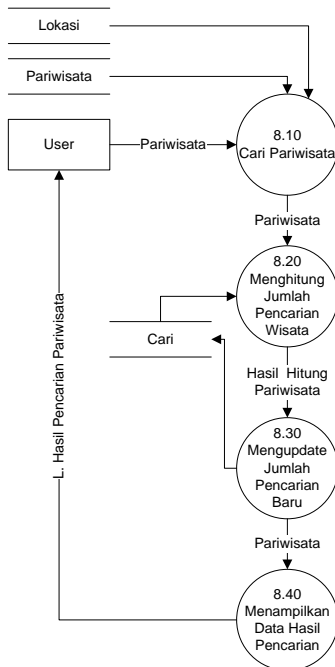 Lokasi
Pariwisata
User
Pariwisata
8.10
Cari Pariwisata
Pariwisata
8.20
Menghitung
Jumlah
Pencarian
Wisata
Cari
Hasil Hitung
Pariwisata
8.30
Mengupdate
Jumlah
Pencarian
Baru
L. Hasil Pencarian Pariwisata
Pariwisata
8.40
Menampilkan
Data Hasil
Pencarian